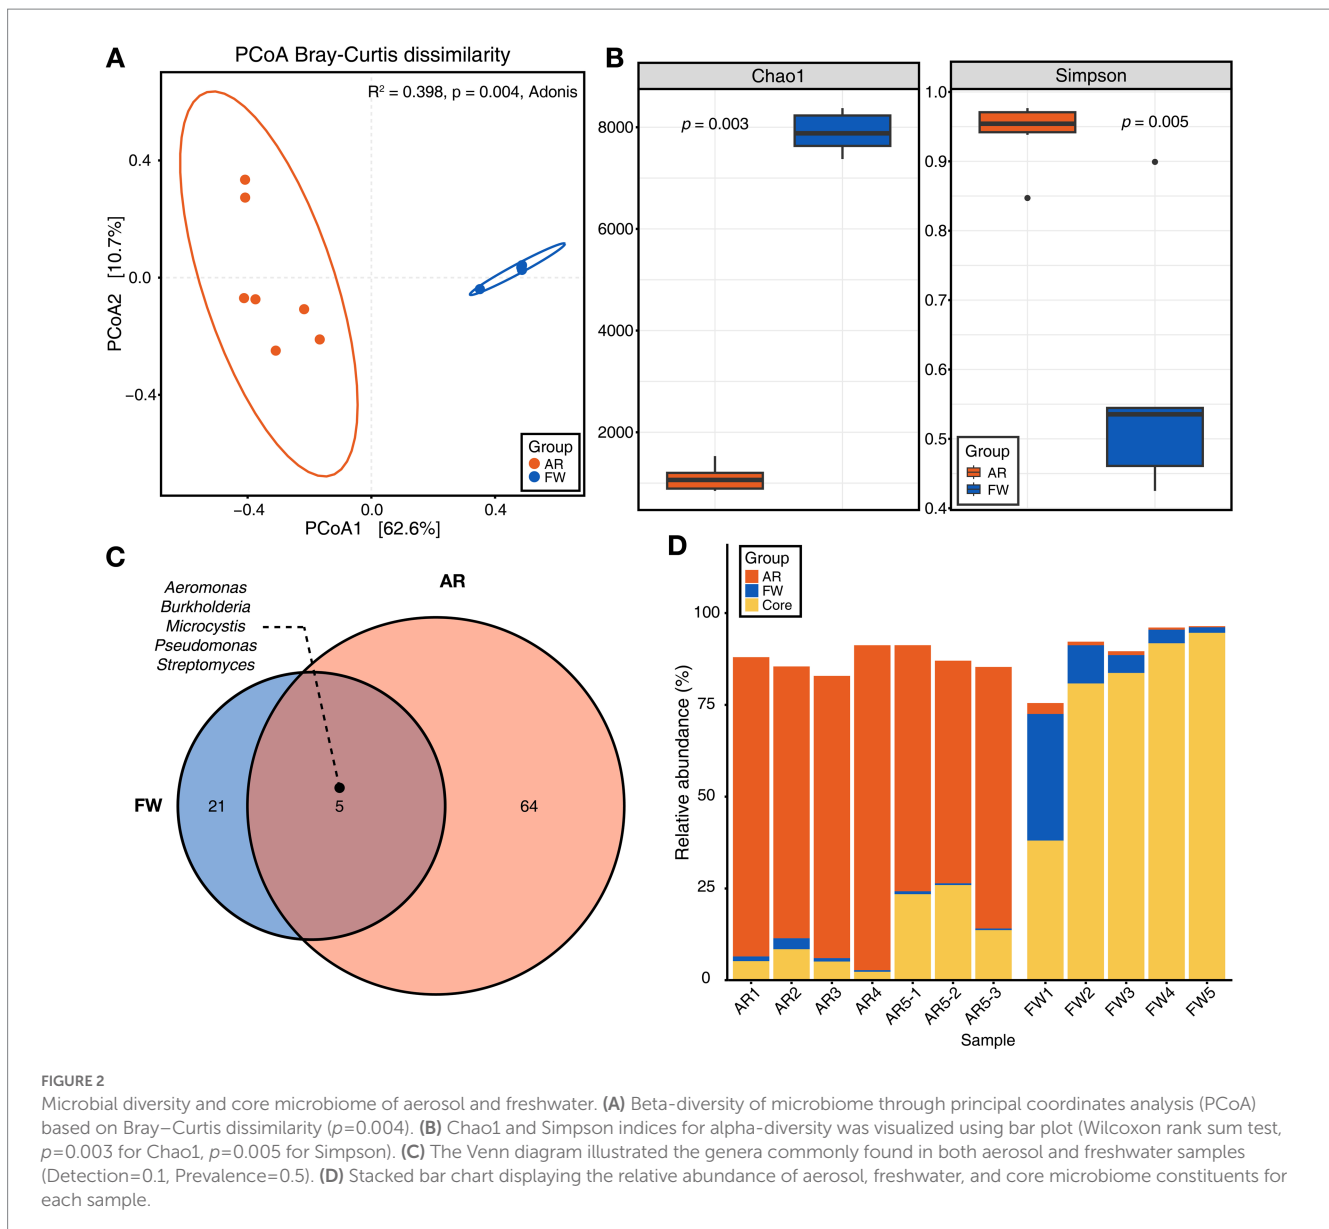 A
PCoA Bray-Curtis dissimilarity
R² = 0.398, p = 0.004, Adonis
PCoA2 [10.7%]
0.4
0.0
−0.4
−0.4
0.0
0.4
PCoA1 [62.6%]
Group
AR
FW
B
Chao1
p = 0.003
8000
6000
4000
2000
Simpson
p = 0.005
1.0
0.9
0.8
0.7
0.6
0.5
0.4
Group
AR
FW
C
Aeromonas
Burkholderia
Microcystis
Pseudomonas
Streptomyces
AR
FW
21
5
64
D
Group
AR
FW
Core
Relative abundance (%)
100
75
50
25
0
AR1
AR2
AR3
AR4
AR5-1
AR5-2
AR5-3
FW1
FW2
FW3
FW4
FW5
Sample
FIGURE 2
Microbial diversity and core microbiome of aerosol and freshwater. (A) Beta-diversity of microbiome through principal coordinates analysis (PCoA)
based on Bray–Curtis dissimilarity (p=0.004). (B) Chao1 and Simpson indices for alpha-diversity was visualized using bar plot (Wilcoxon rank sum test,
p=0.003 for Chao1, p=0.005 for Simpson). (C) The Venn diagram illustrated the genera commonly found in both aerosol and freshwater samples
(Detection=0.1, Prevalence=0.5). (D) Stacked bar chart displaying the relative abundance of aerosol, freshwater, and core microbiome constituents for
each sample.